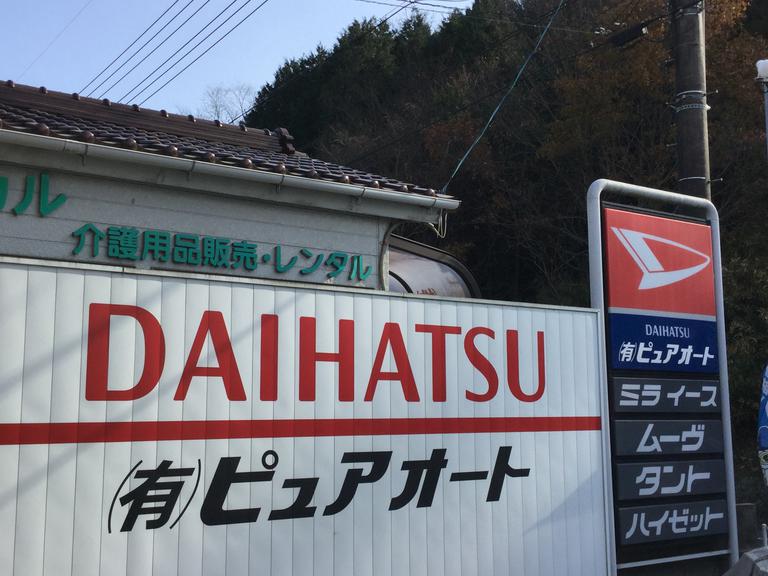 介護用品販売・レンタル
DAIHATSU
(有)ピュアオート
DAIHATSU
(有)ピュアオート
ミラ イース
ムーヴ
タント
ハイゼット